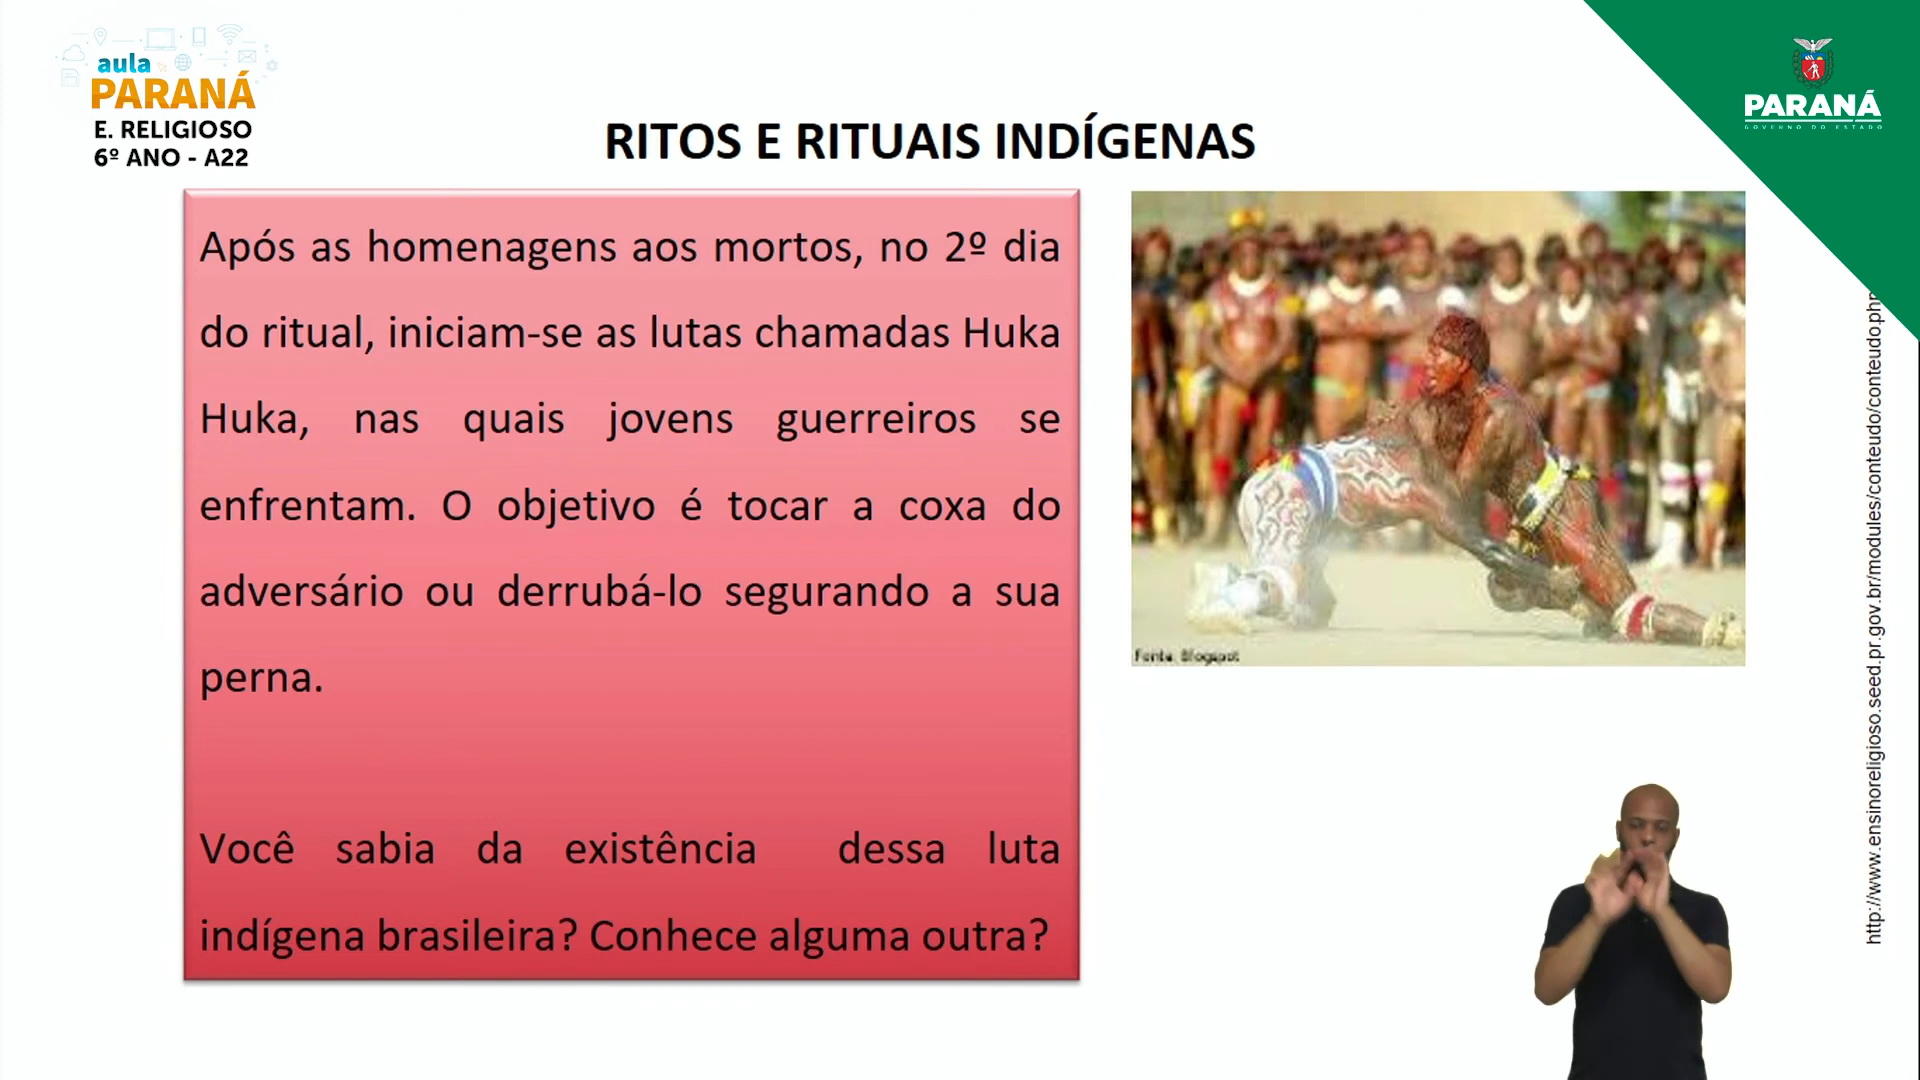 aula
PARANÁ
E. RELIGIOSO
6º ANO - A22
PARANÁ
GOVERNO DO ESTADO
RITOS E RITUAIS INDÍGENAS
Após as homenagens aos mortos, no 2º dia
do ritual, iniciam-se as lutas chamadas Huka
Huka, nas quais jovens guerreiros se
enfrentam. O objetivo é tocar a coxa do
adversário ou derrubá-lo segurando a sua
perna.
Você sabia da existência dessa luta
indígena brasileira? Conhece alguma outra?
Fonte: Blogspot
http://www.ensinoreligioso.seed.pr.gov.br/modules/conteudo/conteudo.php